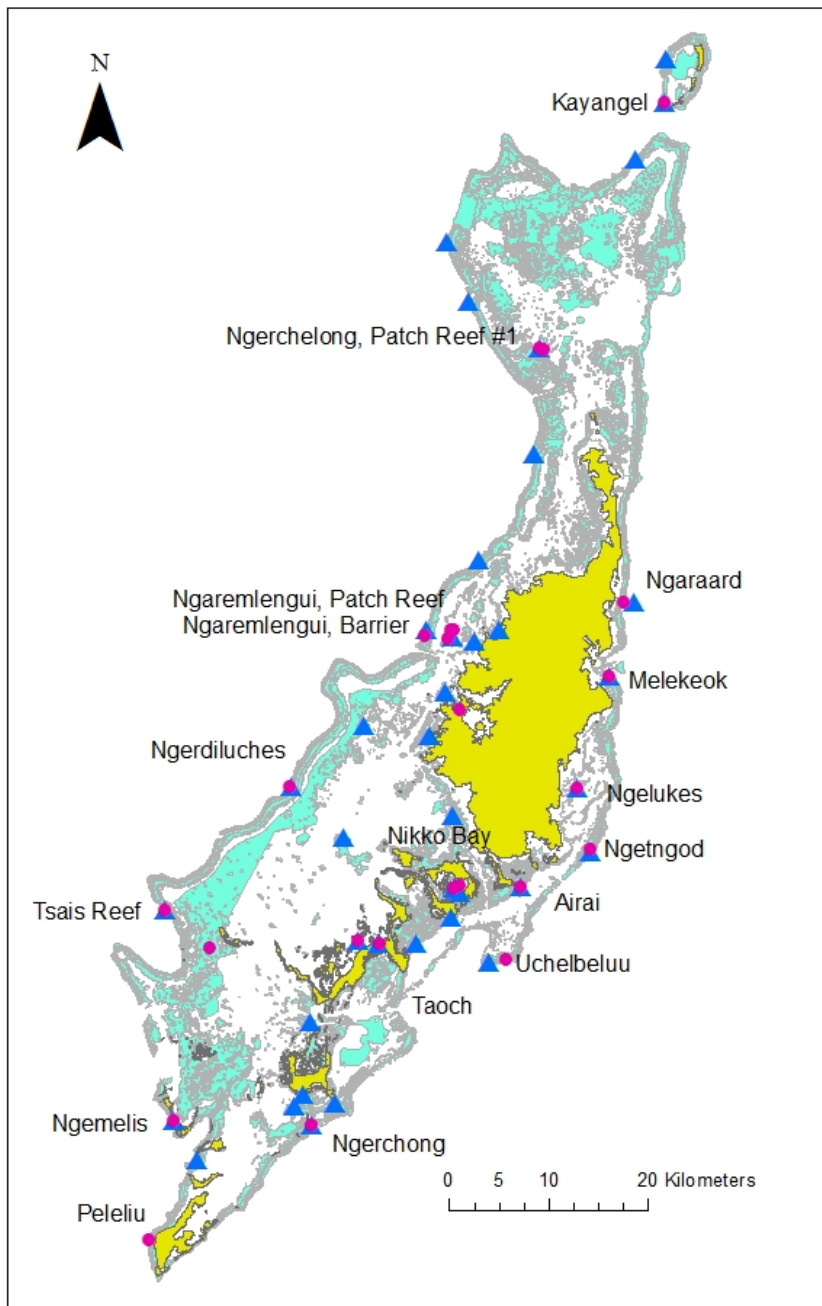 N
Kayangel
Ngerchelong, Patch Reef #1
Ngaraard
Ngaremlengui, Patch Reef
Ngaremlengui, Barrier
Melekeok
Ngerdiluches
Ngelukes
Nikko Bay
Ngetngod
Airai
Tsais Reef
Uchelbeluu
Taoch
Ngemelis
Ngerchong
0 5 10 20 Kilometers
Peleliu